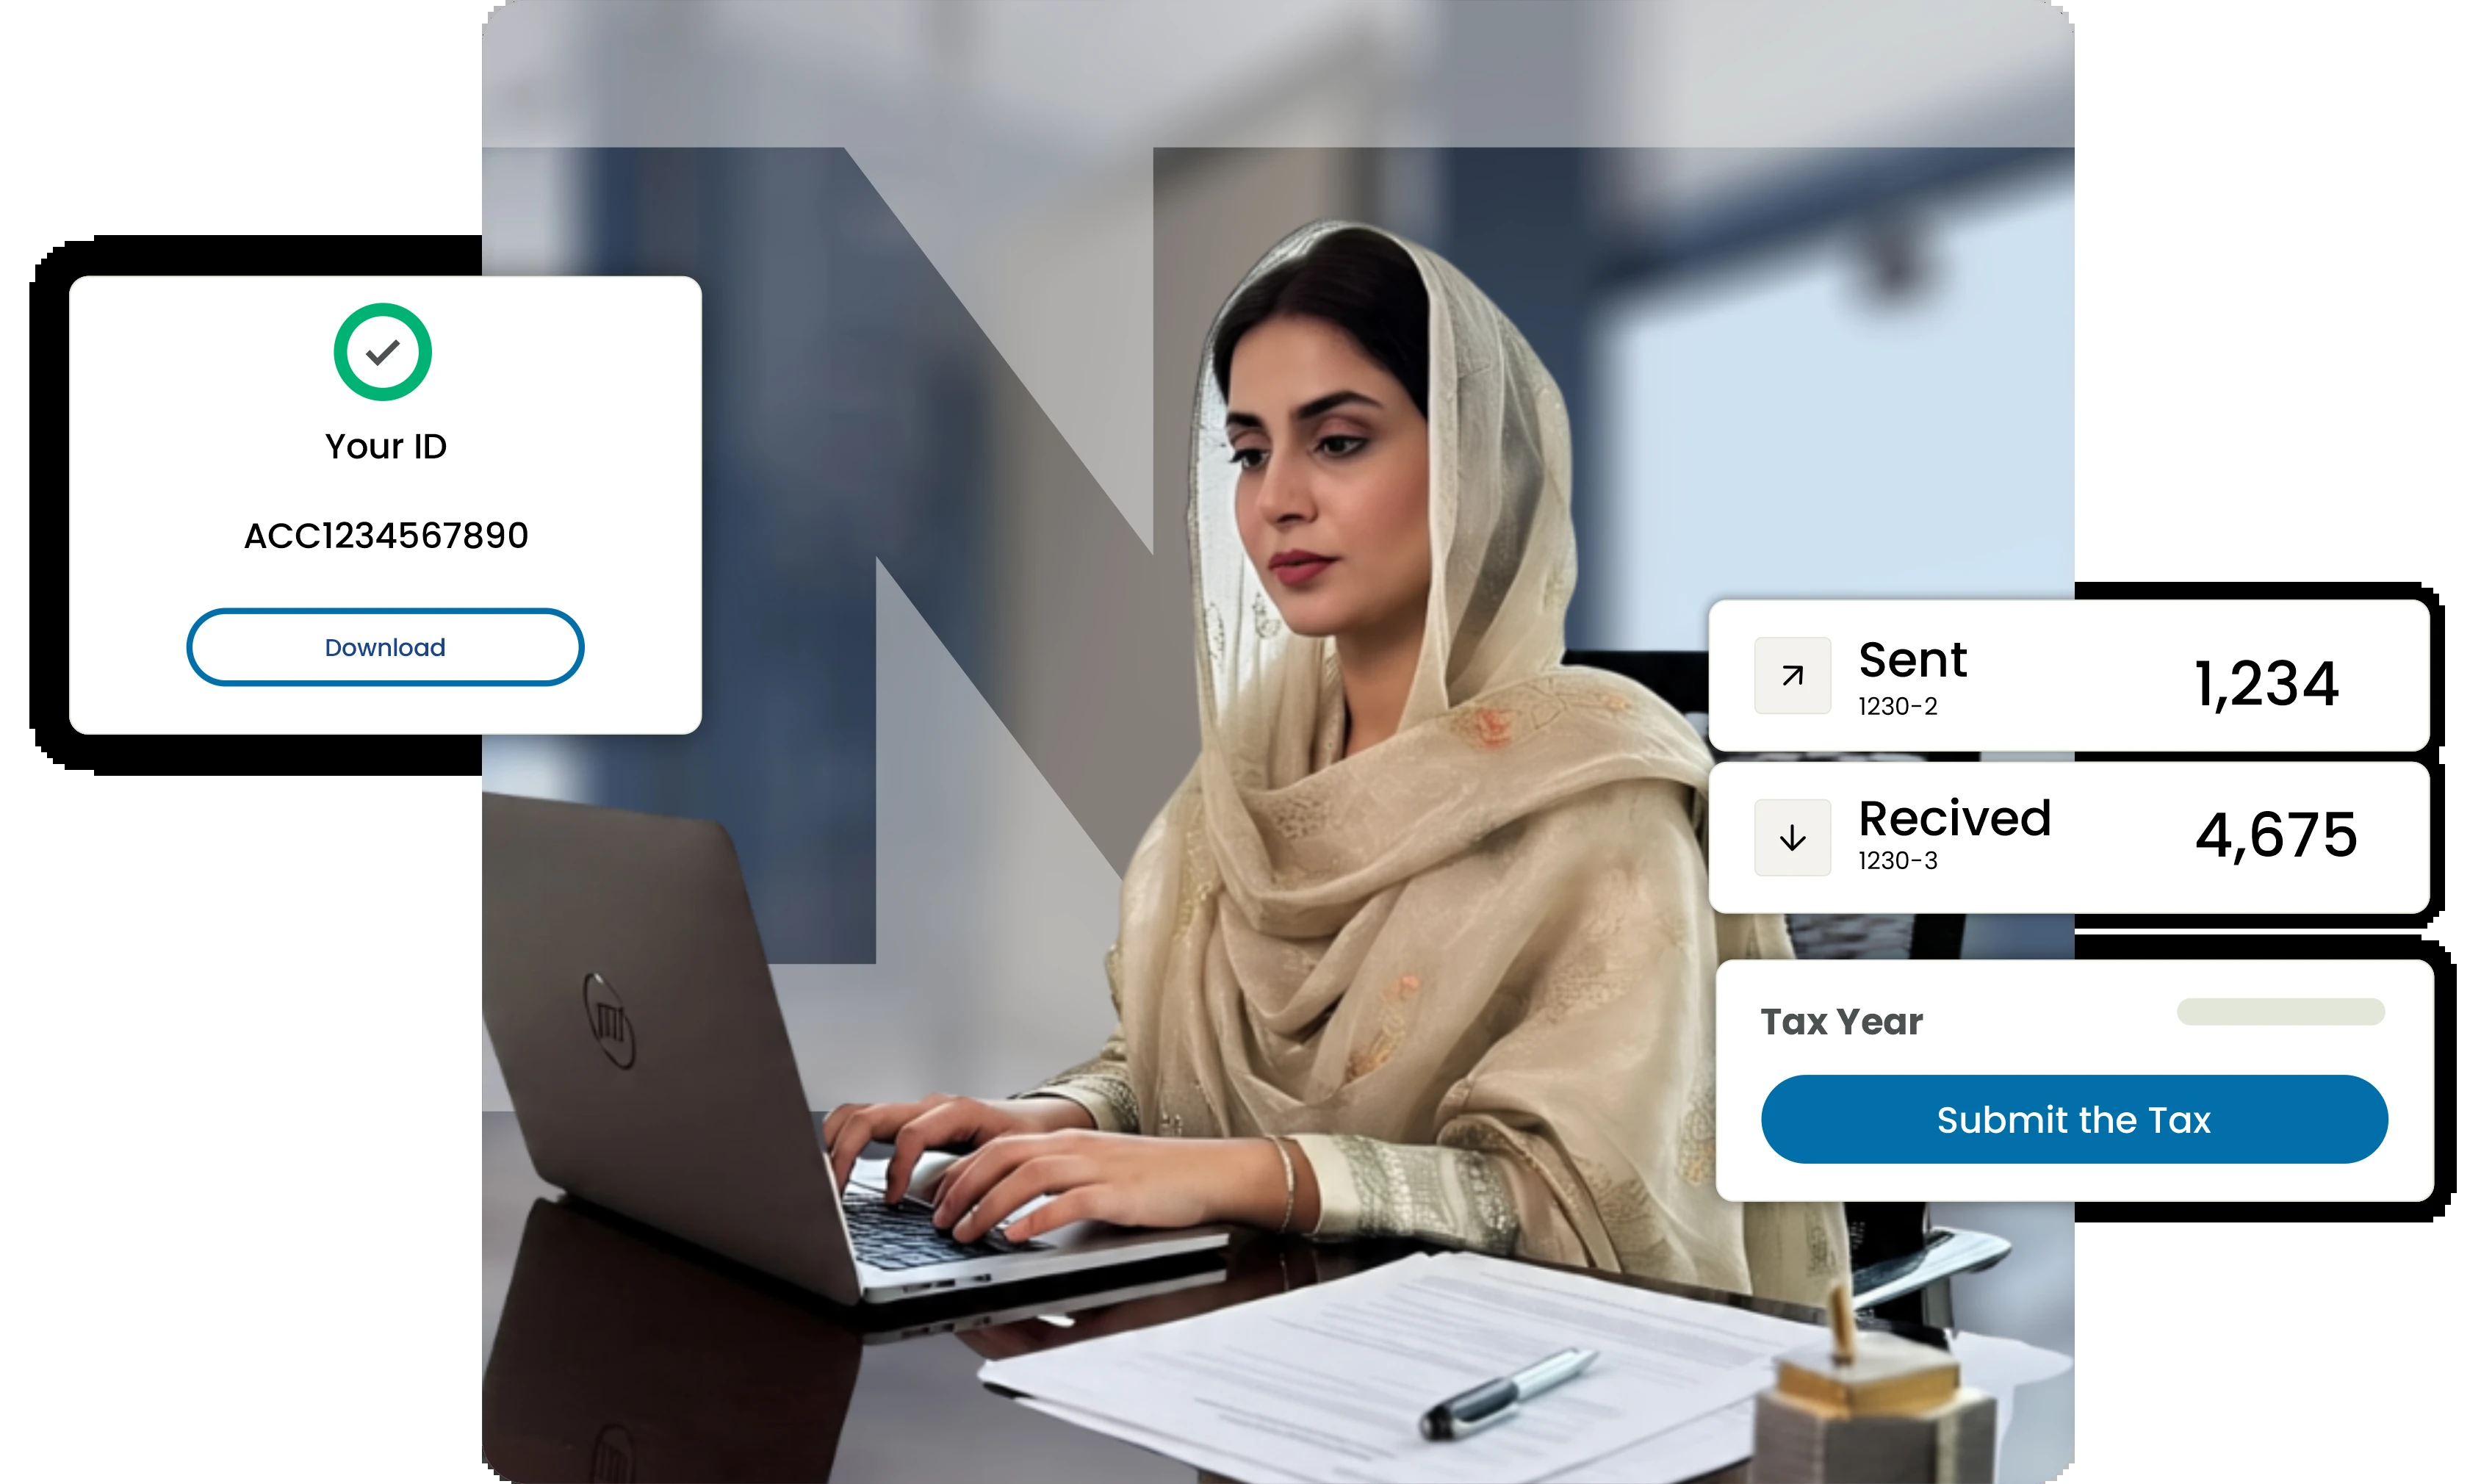 Your ID
ACC1234567890
Download
Sent
1230-2
1,234
Recived
1230-3
4,675
Tax Year
Submit the Tax